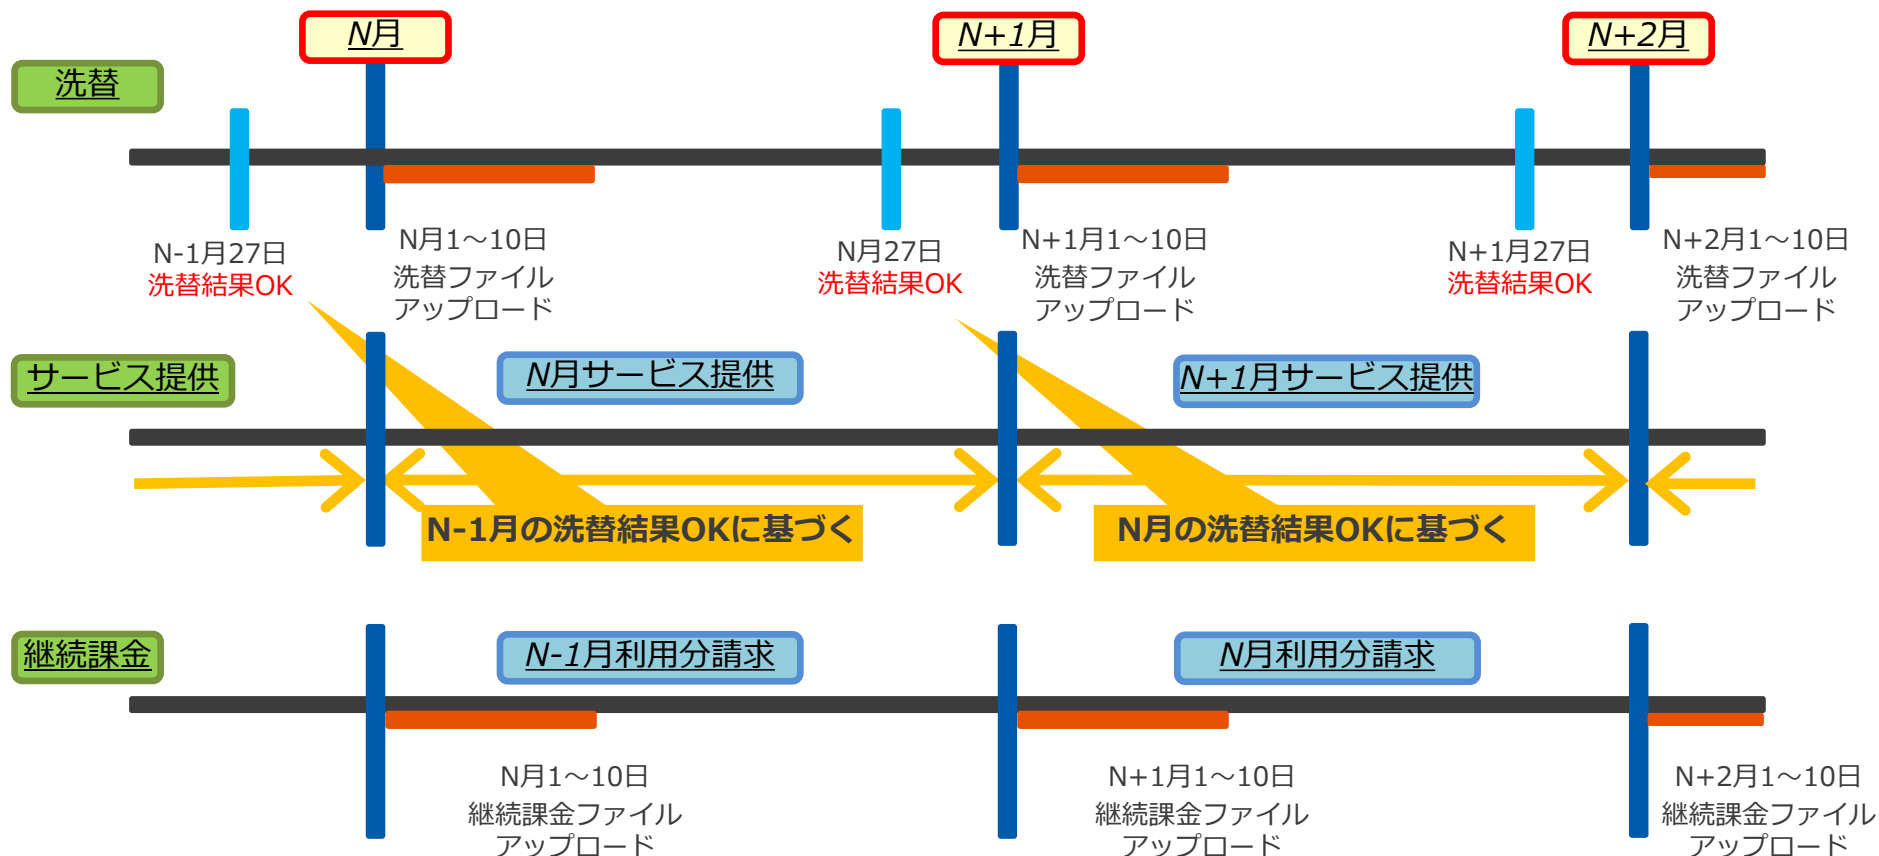 N月
N+1月
N+2月
洗替
N-1月27日
洗替結果OK
N月1～10日
洗替ファイル
アップロード
N月27日
洗替結果OK
N+1月1～10日
洗替ファイル
アップロード
N+1月27日
洗替結果OK
N+2月1～10日
洗替ファイル
アップロード
サービス提供
N月サービス提供
N+1月サービス提供
N-1月の洗替結果OKに基づく
N月の洗替結果OKに基づく
継続課金
N-1月利用分請求
N月利用分請求
N月1～10日
継続課金ファイル
アップロード
N+1月1～10日
継続課金ファイル
アップロード
N+2月1～10日
継続課金ファイル
アップロード